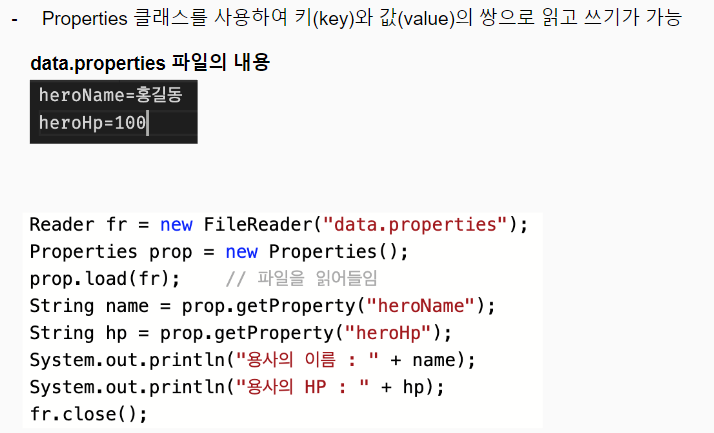 - Properties 클래스를 사용하여 키(key)와 값(value)의 쌍으로 읽고 쓰기가 가능
data.properties 파일의 내용
heroName=홍길동
heroHp=100
Reader fr = new FileReader("data.properties");
Properties prop = new Properties();
prop.load(fr);    // 파일을 읽어들임
String name = prop.getProperty("heroName");
String hp = prop.getProperty("heroHp");
System.out.println("용사의 이름 : " + name);
System.out.println("용사의 HP : " + hp);
fr.close();